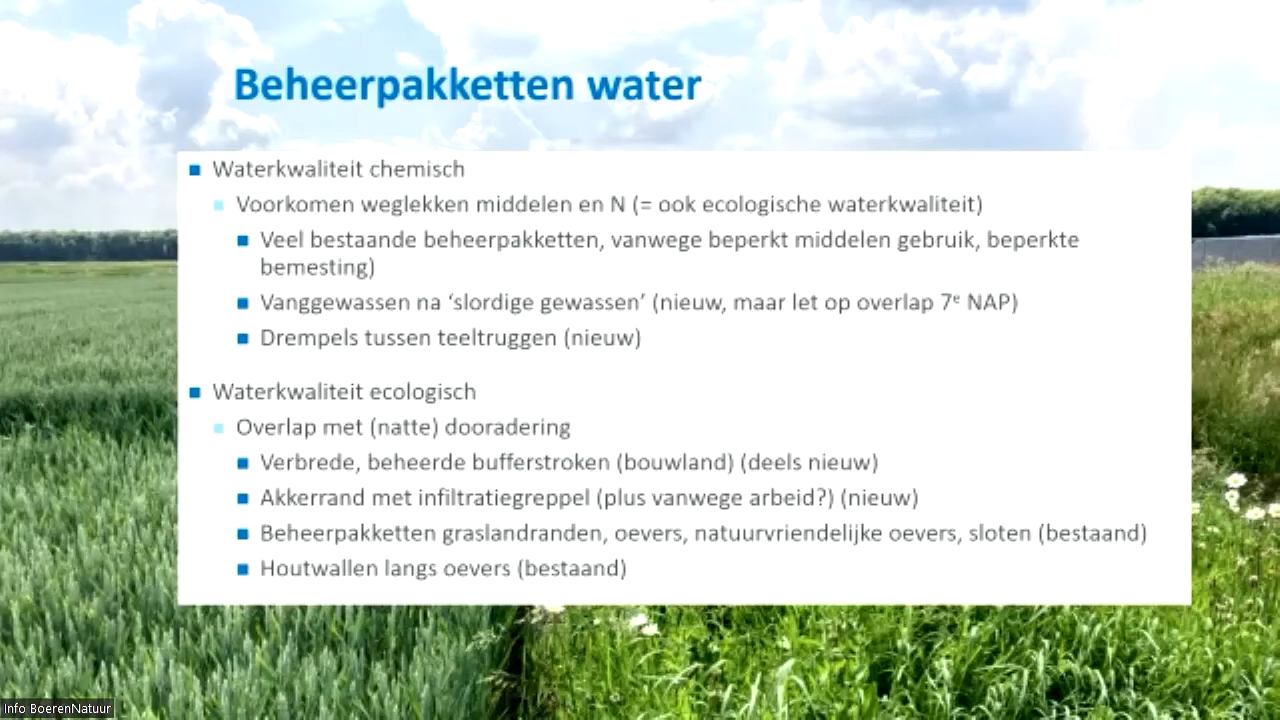 Beheerpakketten water
Waterkwaliteit chemisch
Voorkomen weglekken middelen en N (= ook ecologische waterkwaliteit)
Veel bestaande beheerpakketten, vanwege beperkt middelen gebruik, beperkte
bemesting)
Vanggewassen na ‘slordige gewassen’ (nieuw, maar let op overlap 7ᵉ NAP)
Drempels tussen teeltruggen (nieuw)
Waterkwaliteit ecologisch
Overlap met (natte) dooradering
Verbrede, beheerde bufferstroken (bouwland) (deels nieuw)
Akkerrand met infiltratiegreppel (plus vanwege arbeid?) (nieuw)
Beheerpakketten graslandranden, oevers, natuurvriendelijke oevers, sloten (bestaand)
Houtwallen langs oevers (bestaand)
Info BoerenNatuur